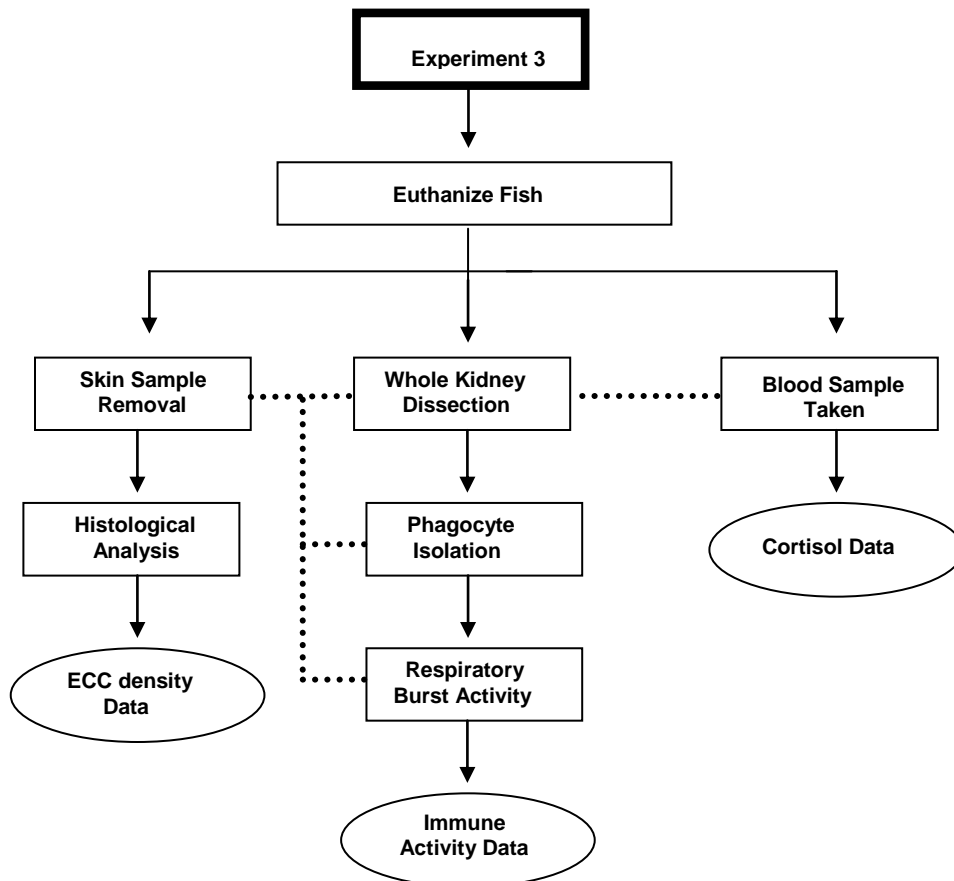 Experiment 3
Euthanize Fish
Skin Sample
Removal
Whole Kidney
Dissection
Blood Sample
Taken
Histological
Analysis
Phagocyte
Isolation
Cortisol Data
ECC density
Data
Respiratory
Burst Activity
Immune
Activity Data